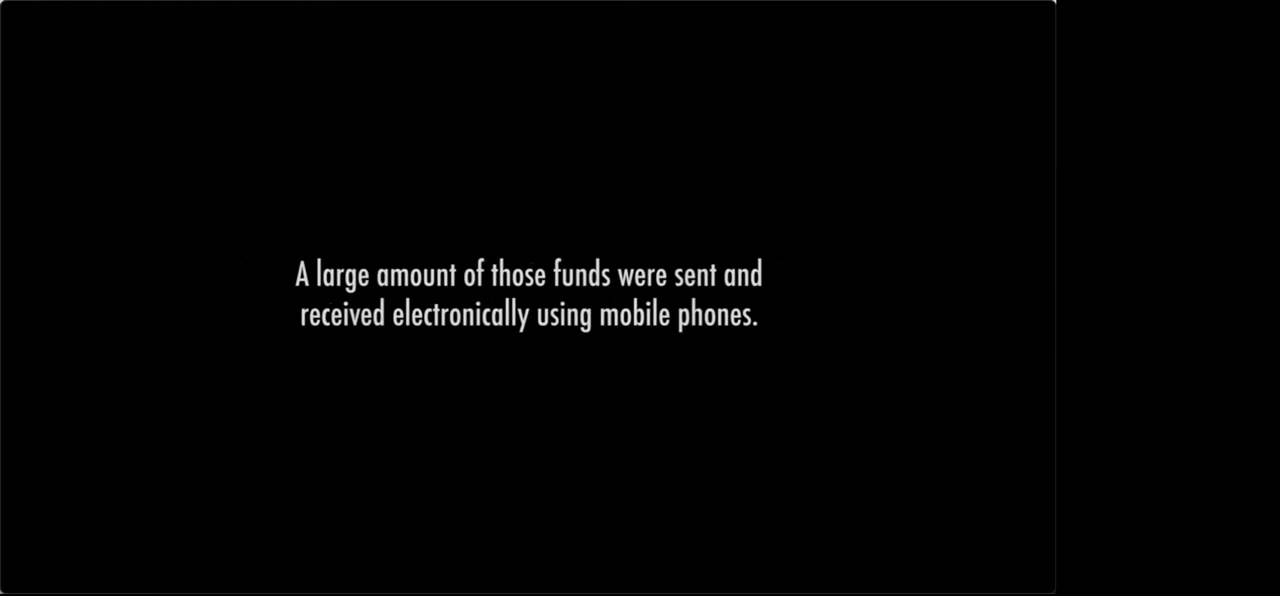 A large amount of those funds were sent and
received electronically using mobile phones.